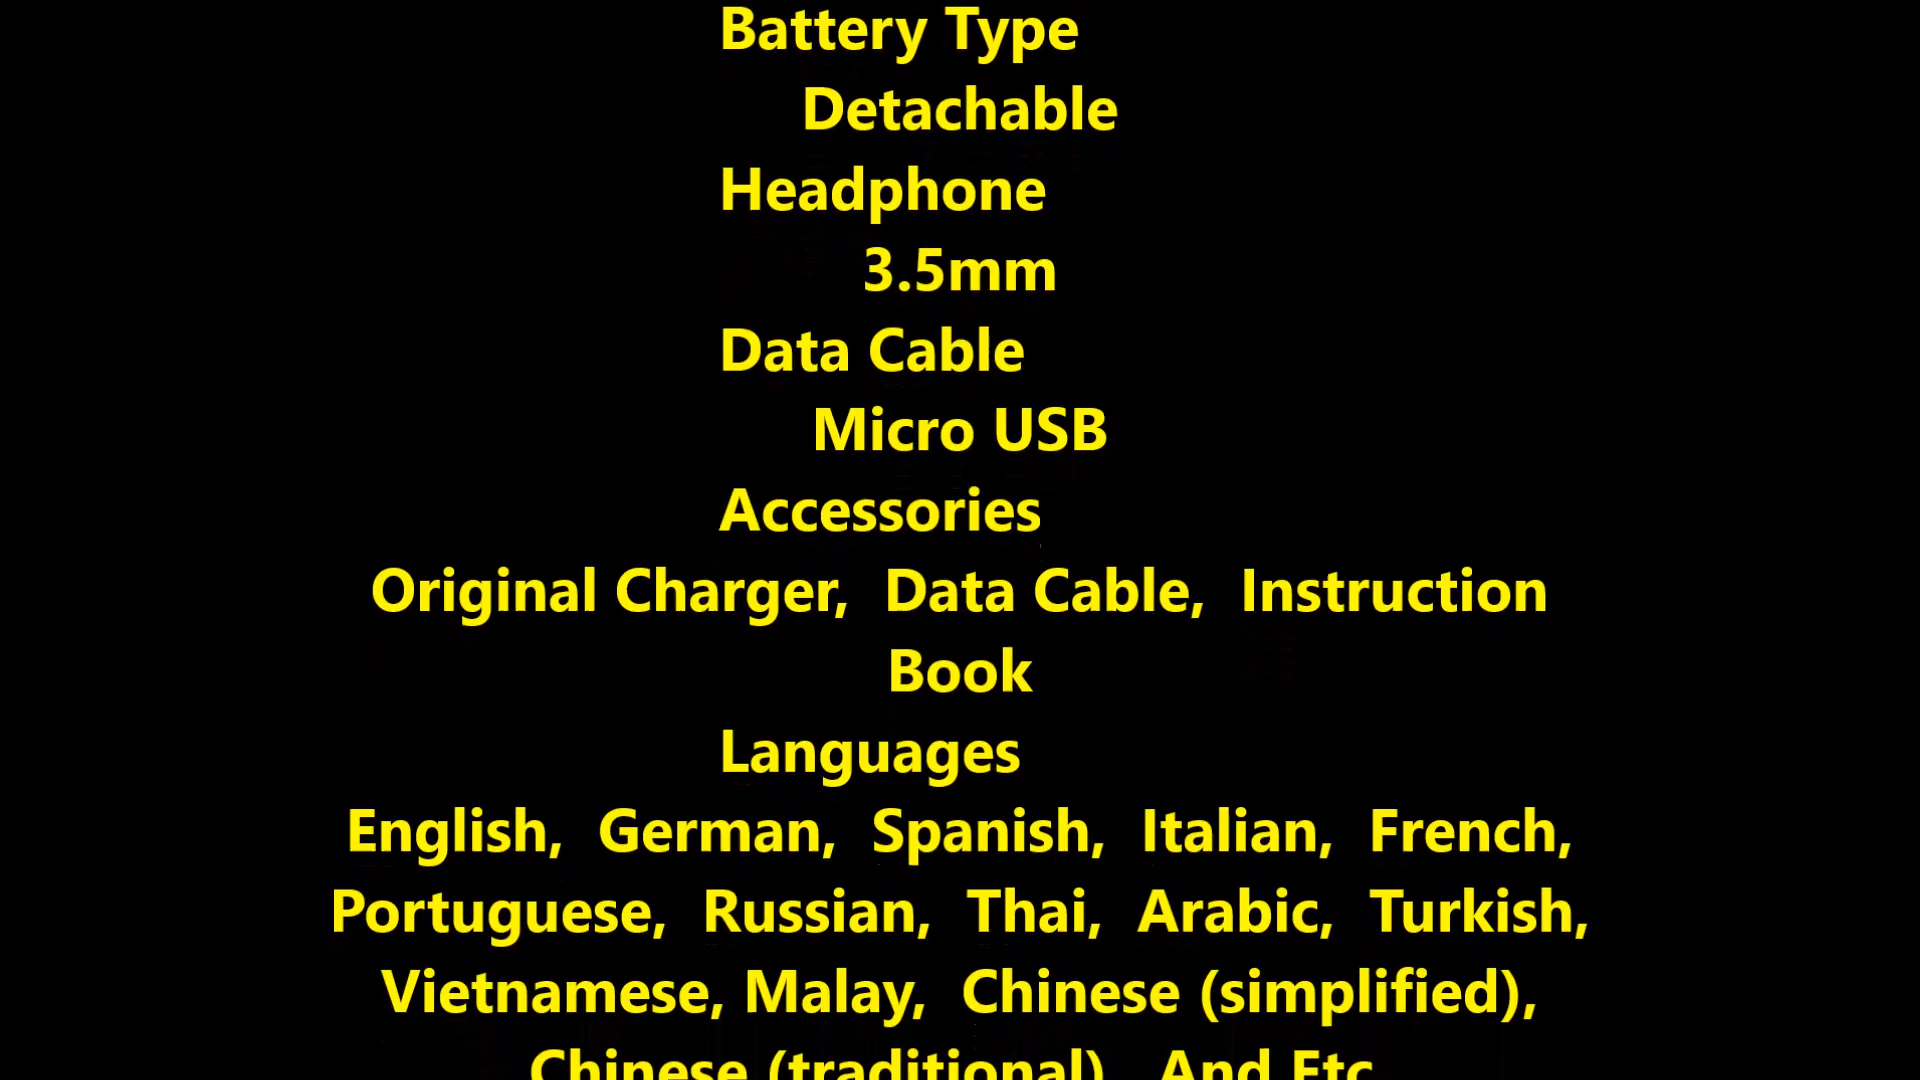 Battery Type
Detachable
Headphone
3.5mm
Data Cable
Micro USB
Accessories
Original Charger,  Data Cable,  Instruction
Book
Languages
English,  German,  Spanish,  Italian,  French,
Portuguese,  Russian,  Thai,  Arabic,  Turkish,
Vietnamese, Malay,  Chinese (simplified),
Chinese (traditional),  And Etc